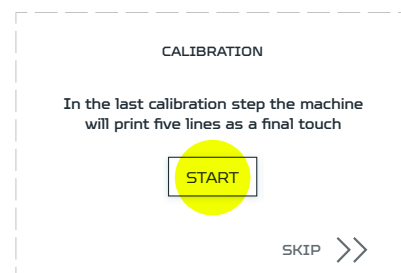 CALIBRATION
In the last calibration step the machine
will print five lines as a final touch
START
SKIP